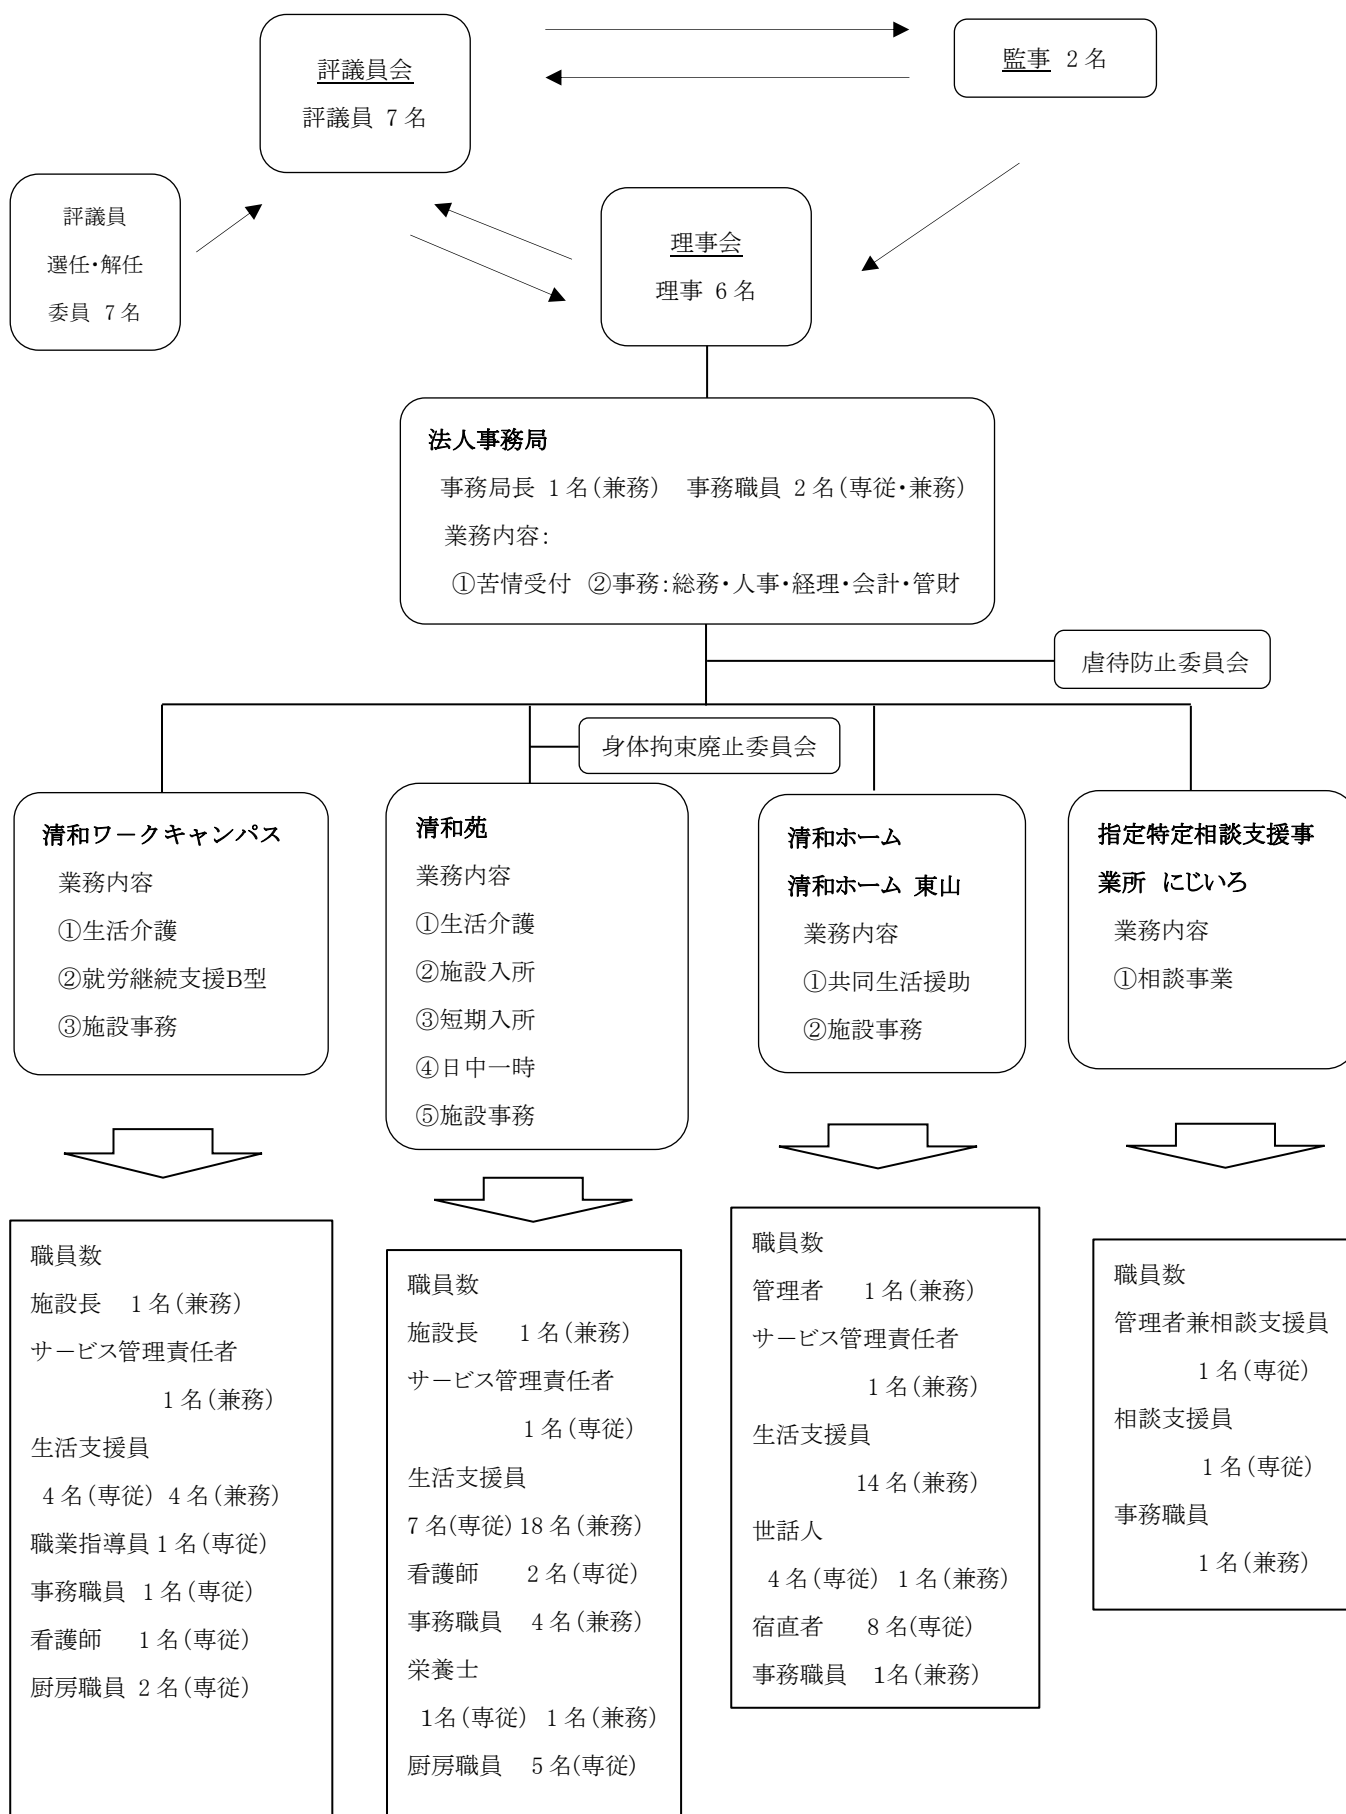 評議員会
評議員 7名
監事 2名
評議員
選任・解任
委員 7名
理事会
理事 6名
法人事務局
事務局長 1名(兼務) 事務職員 2名(専従・兼務)
業務内容:
①苦情受付 ②事務:総務・人事・経理・会計・管財
虐待防止委員会
身体拘束廃止委員会
清和ワークキャンパス
業務内容
①生活介護
②就労継続支援B型
③施設事務
清和苑
業務内容
①生活介護
②施設入所
③短期入所
④日中一時
⑤施設事務
清和ホーム
清和ホーム 東山
業務内容
①共同生活援助
②施設事務
指定特定相談支援事
業所 にじいろ
業務内容
①相談事業
職員数
施設長 1名(兼務)
サービス管理責任者
1名(兼務)
生活支援員
4名(専従) 4名(兼務)
職業指導員 1名(専従)
事務職員 1名(専従)
看護師 1名(専従)
厨房職員 2名(専従)
職員数
施設長 1名(兼務)
サービス管理責任者
1名(専従)
生活支援員
7名(専従) 18名(兼務)
看護師 2名(専従)
事務職員 4名(兼務)
栄養士
1名(専従) 1名(兼務)
厨房職員 5名(専従)
職員数
管理者 1名(兼務)
サービス管理責任者
1名(兼務)
生活支援員
14名(兼務)
世話人
4名(専従) 1名(兼務)
宿直者 8名(専従)
事務職員 1名(兼務)
職員数
管理者兼相談支援員
1名(専従)
相談支援員
1名(専従)
事務職員
1名(兼務)